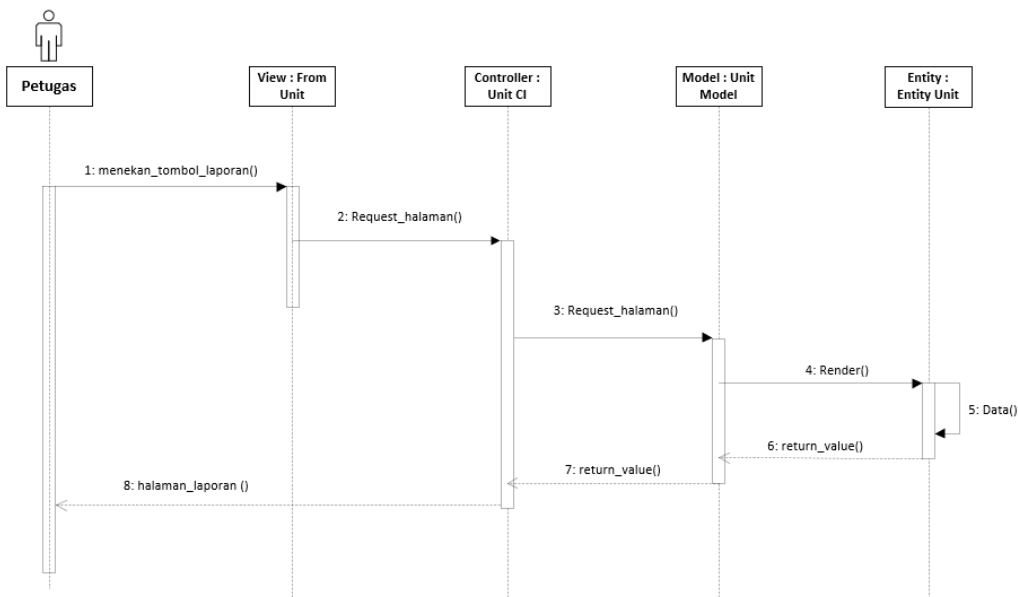 Petugas
View : From
Unit
Controller :
Unit CI
Model : Unit
Model
Entity :
Entity Unit
1: menekan_tombol_laporan()
2: Request_halaman()
3: Request_halaman()
4: Render()
5: Data()
6: return_value()
7: return_value()
8: halaman_laporan ()